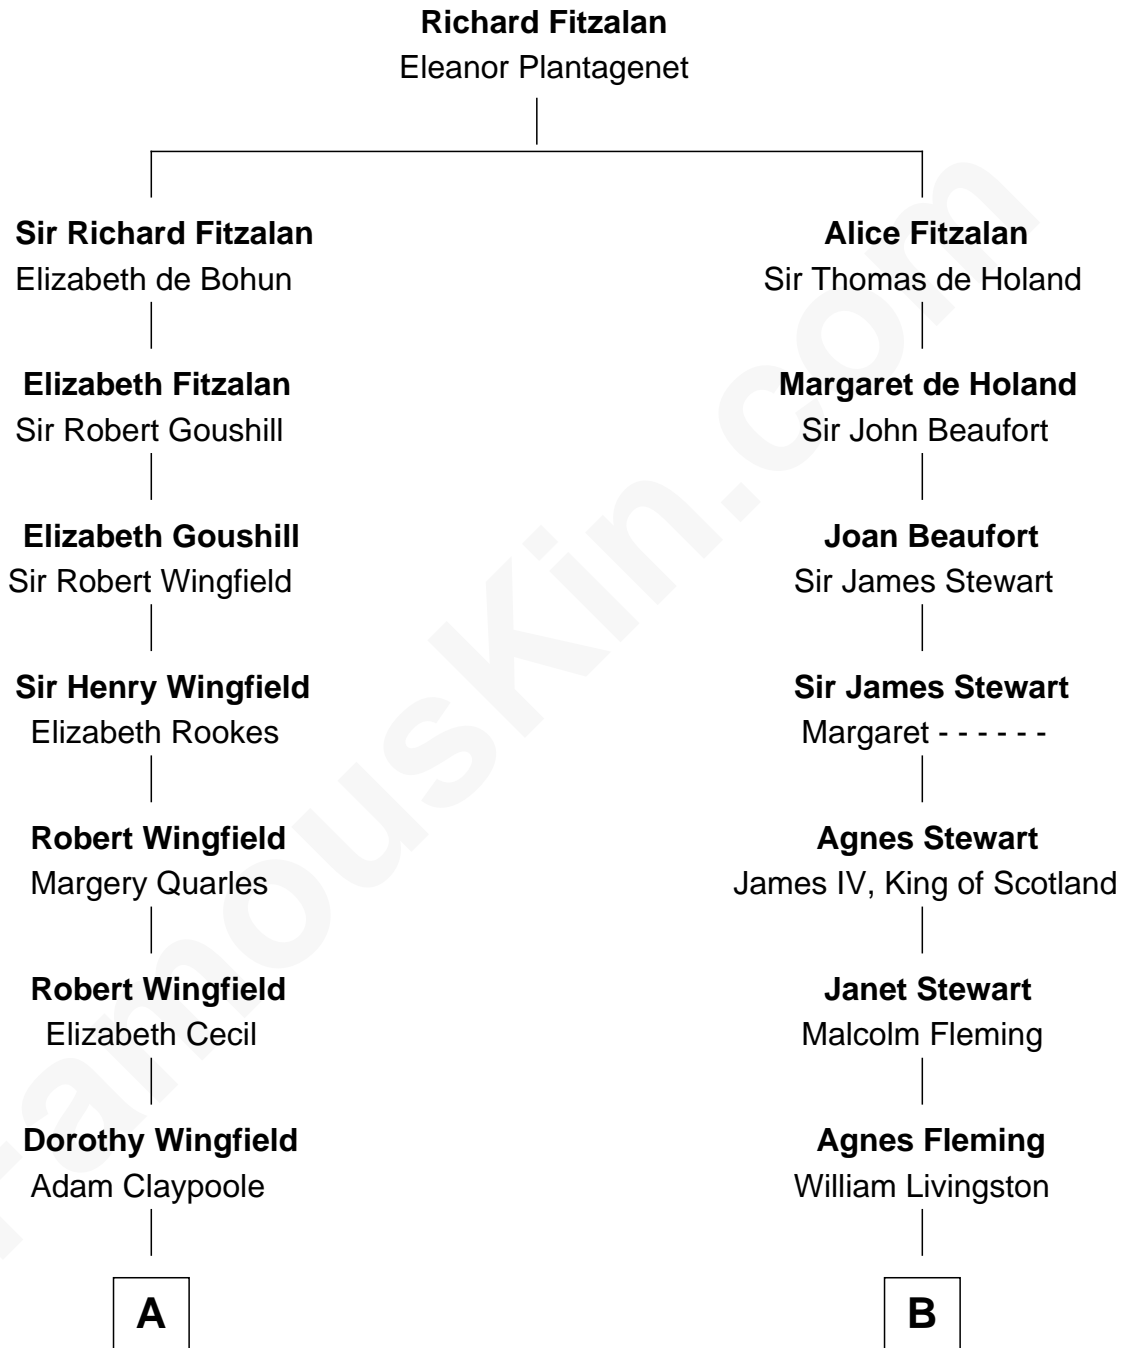 Richard Fitzalan
Eleanor Plantagenet
Sir Richard Fitzalan
Elizabeth de Bohun
Alice Fitzalan
Sir Thomas de Holand
Elizabeth Fitzalan
Sir Robert Goushill
Margaret de Holand
Sir John Beaufort
Elizabeth Goushill
Sir Robert Wingfield
Joan Beaufort
Sir James Stewart
Sir Henry Wingfield
Elizabeth Rookes
Sir James Stewart
Margaret - - - - - -
Robert Wingfield
Margery Quarles
Agnes Stewart
James IV, King of Scotland
Robert Wingfield
Elizabeth Cecil
Janet Stewart
Malcolm Fleming
Dorothy Wingfield
Adam Claypoole
Agnes Fleming
William Livingston
A
B
FamousKin.com